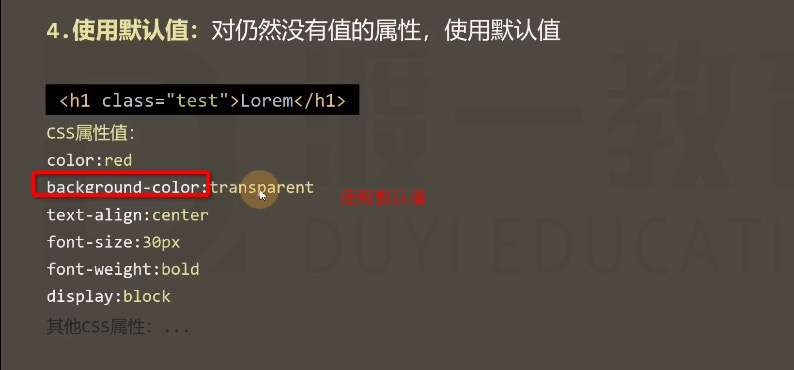 4.使用默认值：对仍然没有值的属性，使用默认值
<h1 class="test">Lorem</h1>
CSS属性值：
color:red
background-color:transparent 使用默认值
text-align:center
font-size:30px
font-weight:bold
display:block
其他CSS属性：...
渡一教育
DUYI EDUCATI